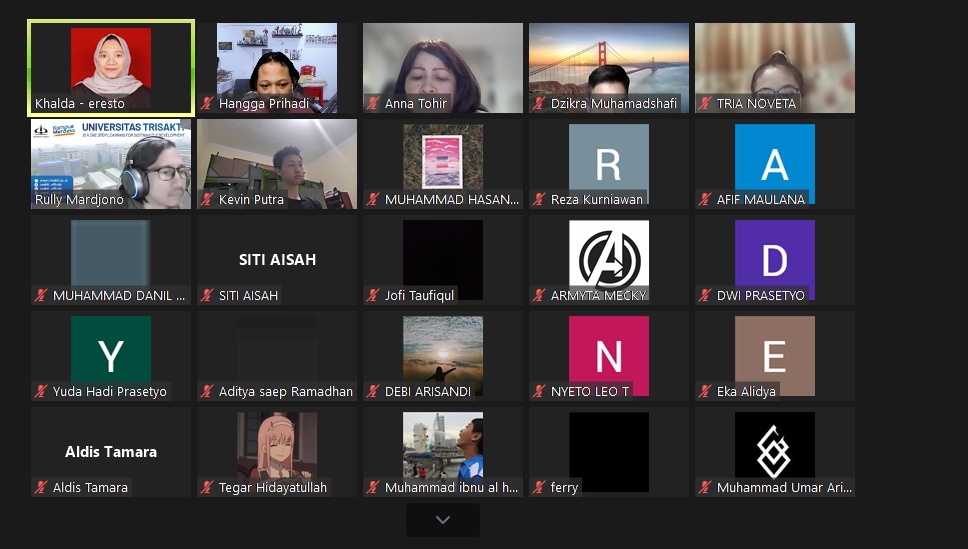 Khalda - eresto
Hangga Prihadi
Anna Tohir
Dzikra Muhamadshafi
TRIA NOVETA
UNIVERSITAS TRISAKTI
Rully Mardjono
Kevin Putra
MUHAMMAD HASAN...
R
Reza Kurniawan
A
AFIF MAULANA
MUHAMMAD DANIL ...
SITI AISAH
SITI AISAH
Jofi Taufiqul
ARMYTA MECKY
D
DWI PRASETYO
Y
Yuda Hadi Prasetyo
Aditya saep Ramadhan
DEBI ARISANDI
N
NYETO LEO T
E
Eka Alidya
Aldis Tamara
Aldis Tamara
Tegar Hidayatullah
Muhammad ibnu al h...
ferry
Muhammad Umar Ari...